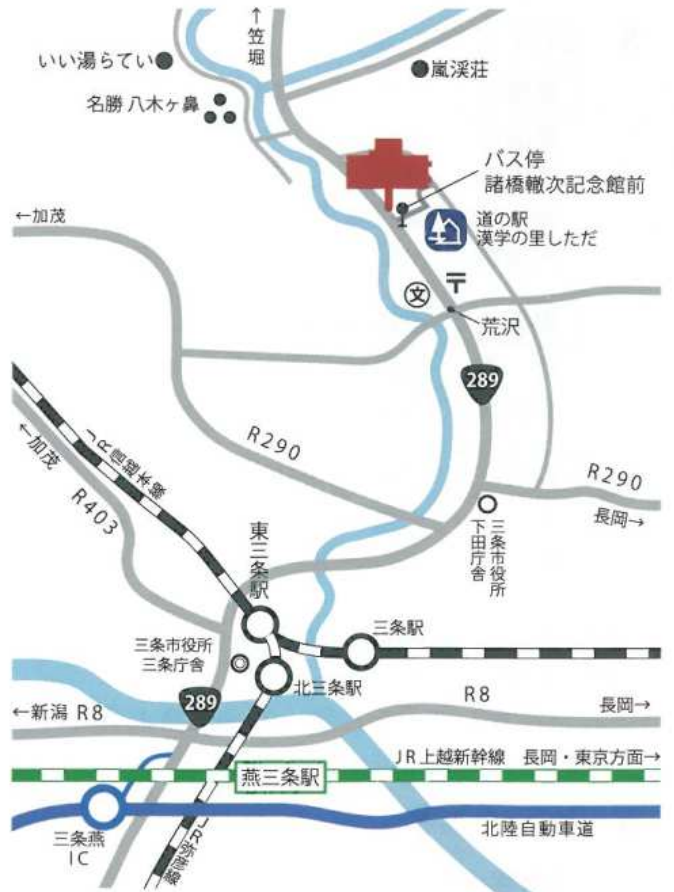 ↑笠堀
いい湯らてい
嵐渓荘
名勝 八木ヶ鼻
バス停
諸橋轍次記念館前
←加茂
道の駅
漢学の里しただ
文
〒
荒沢
289
←加茂
JR信越本線
R290
R290
長岡→
R403
東三条駅
三条市役所
下田庁舎
三条駅
三条市役所
三条庁舎
北三条駅
289
←新潟 R8
R8
長岡→
JR上越新幹線 長岡・東京方面→
燕三条駅
三条燕
IC
JR弥彦線
北陸自動車道